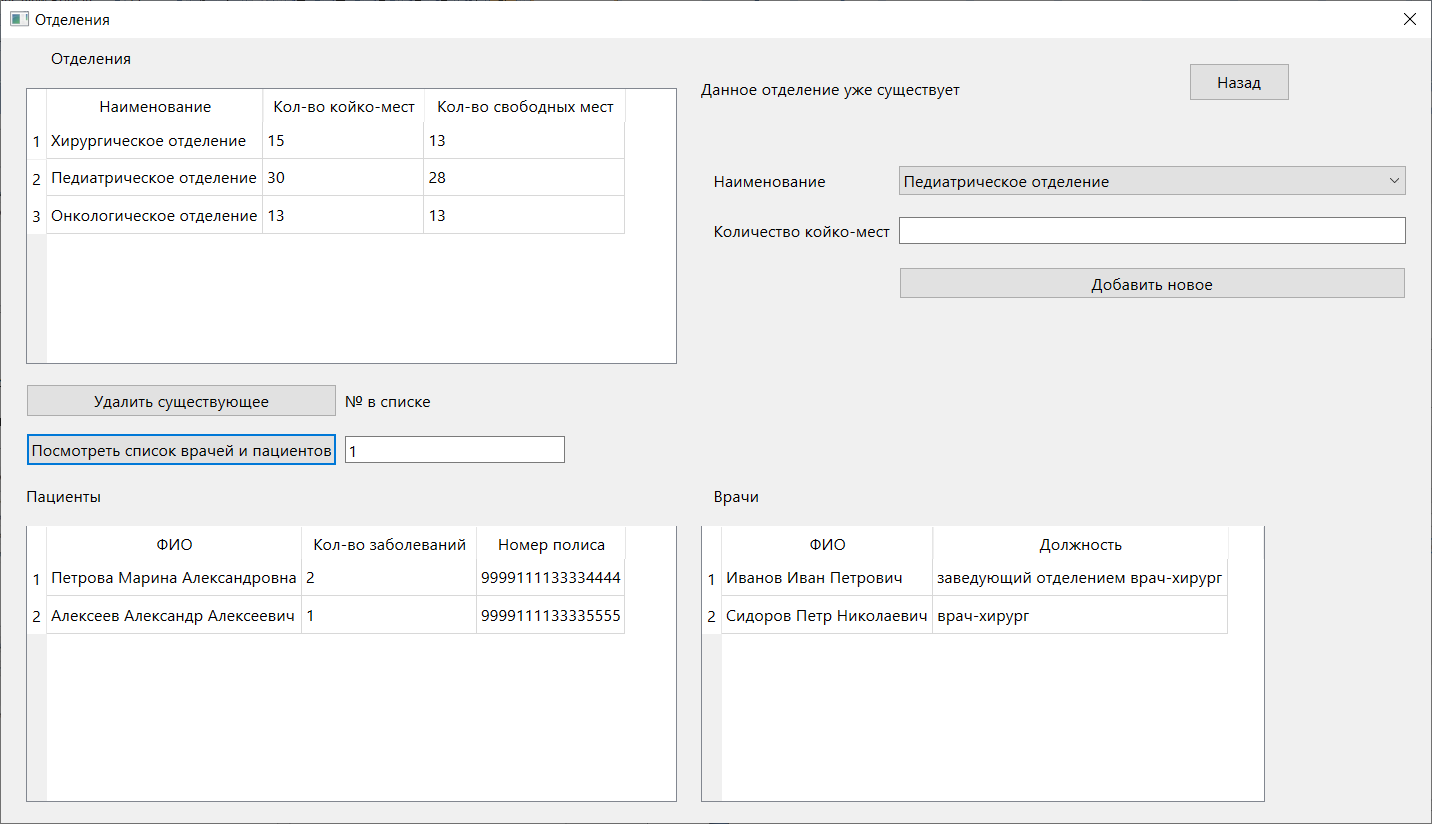 Отделения
Отделения
Данное отделение уже существует
Назад
Наименование Кол-во койко-мест Кол-во свободных мест
1 Хирургическое отделение 15 13
2 Педиатрическое отделение 30 28
3 Онкологическое отделение 13 13
Наименование Педиатрическое отделение
Количество койко-мест
Добавить новое
Удалить существующее № в списке
Посмотреть список врачей и пациентов 1
Пациенты
ФИО Кол-во заболеваний Номер полиса
1 Петрова Марина Александровна 2 9999111133334444
2 Алексеев Александр Алексеевич 1 9999111133335555
Врачи
ФИО Должность
1 Иванов Иван Петрович заведующий отделением врач-хирург
2 Сидоров Петр Николаевич врач-хирург